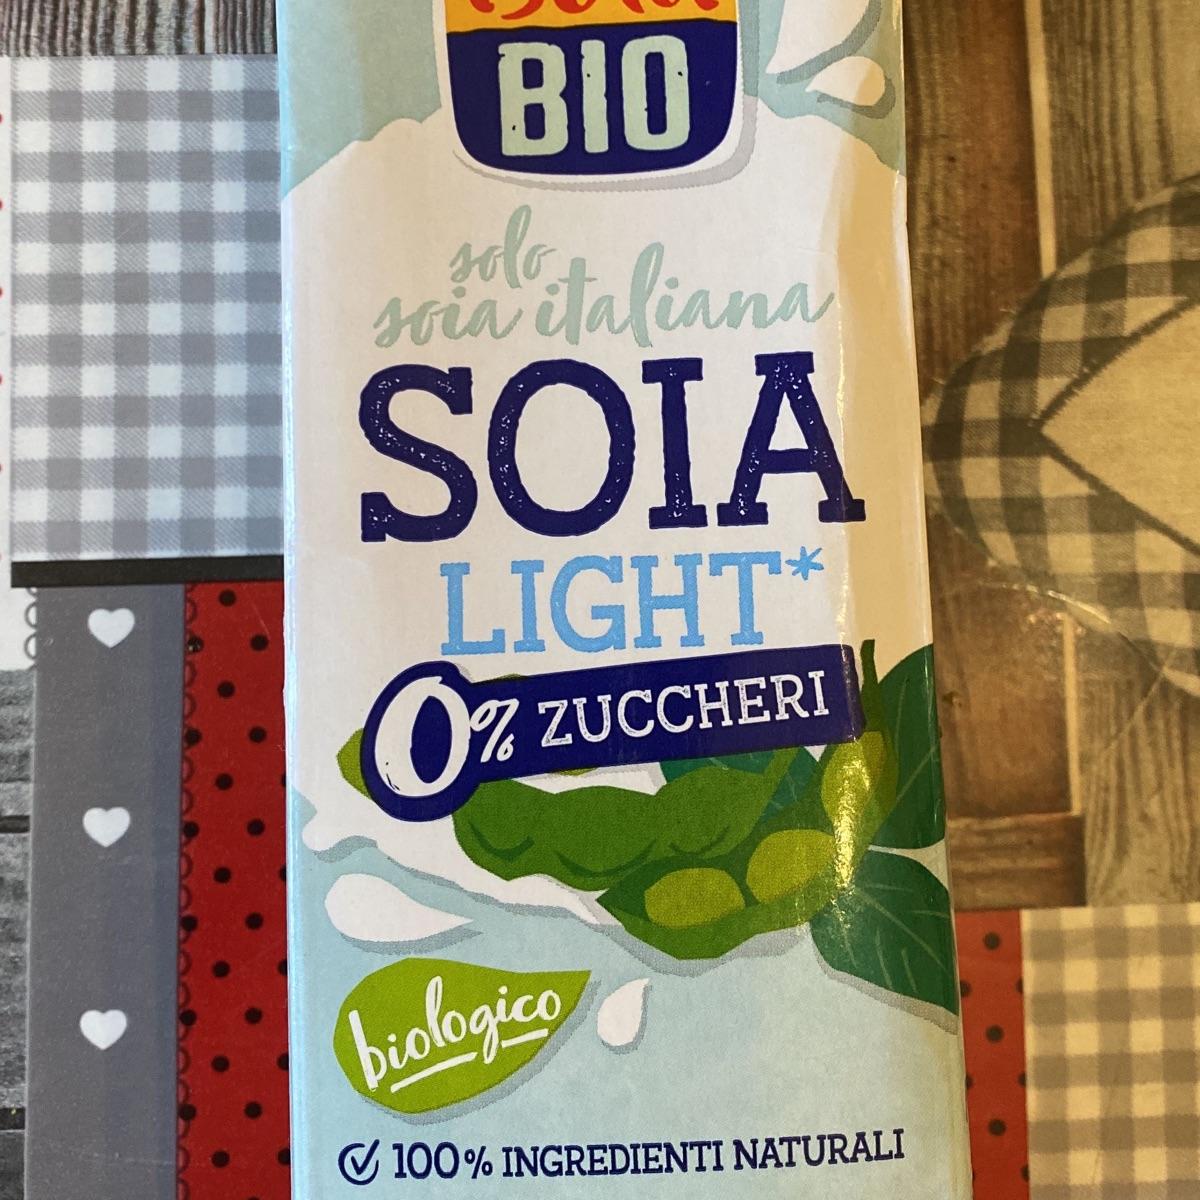 BIO
solo
soia italiana
SOIA
LIGHT*
0% ZUCCHERI
biologico
100% INGREDIENTI NATURALI